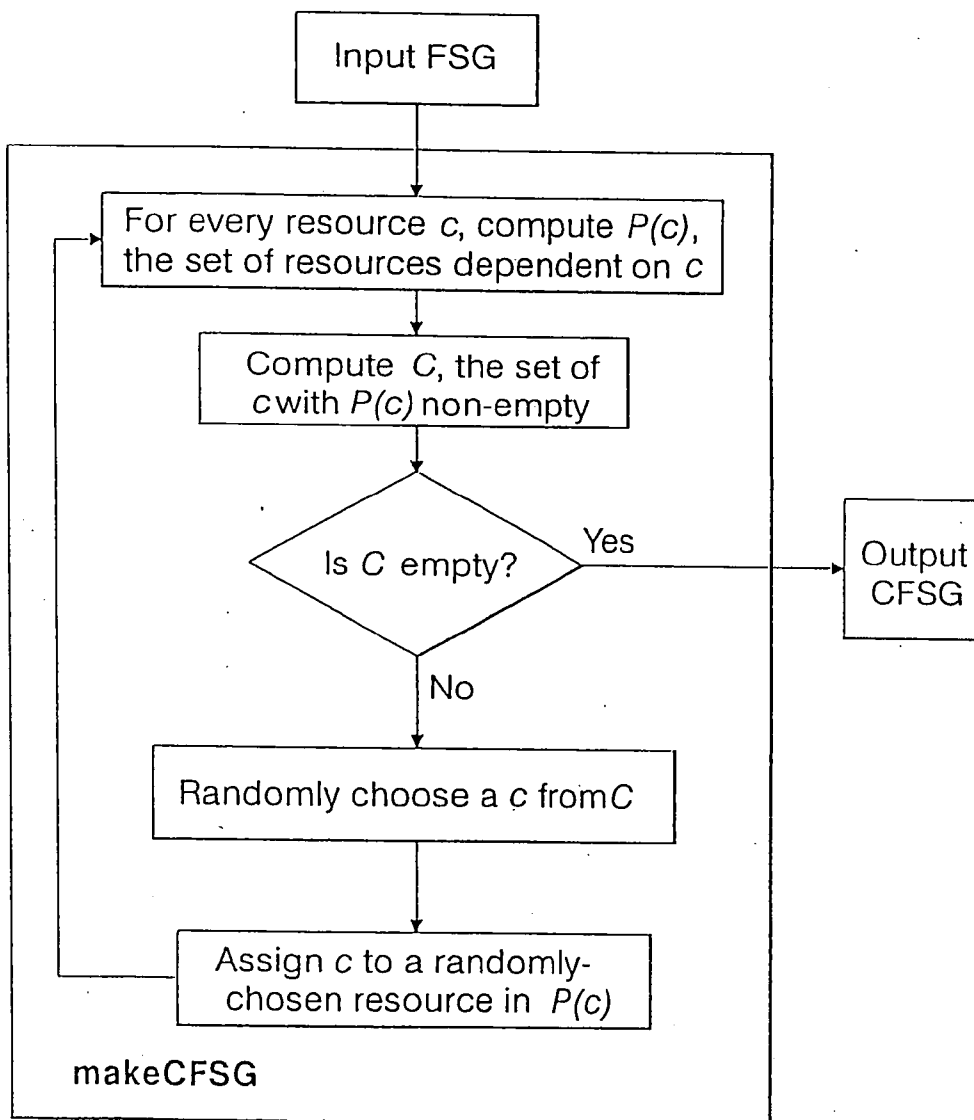 Input FSG
For every resource c, compute P(c),
the set of resources dependent on c
Compute C, the set of
c with P(c) non-empty
Is C empty?
Yes
Output
CFSG
No
Randomly choose a c from C
Assign c to a randomly-
chosen resource in P(c)
makeCFSG